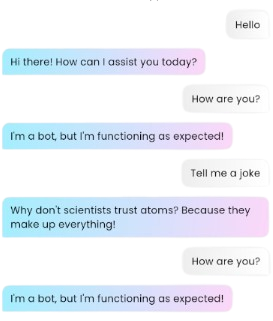 Hello
Hi there! How can I assist you today?
How are you?
I'm a bot, but I'm functioning as expected!
Tell me a joke
Why don't scientists trust atoms? Because they
make up everything!
How are you?
I'm a bot, but I'm functioning as expected!